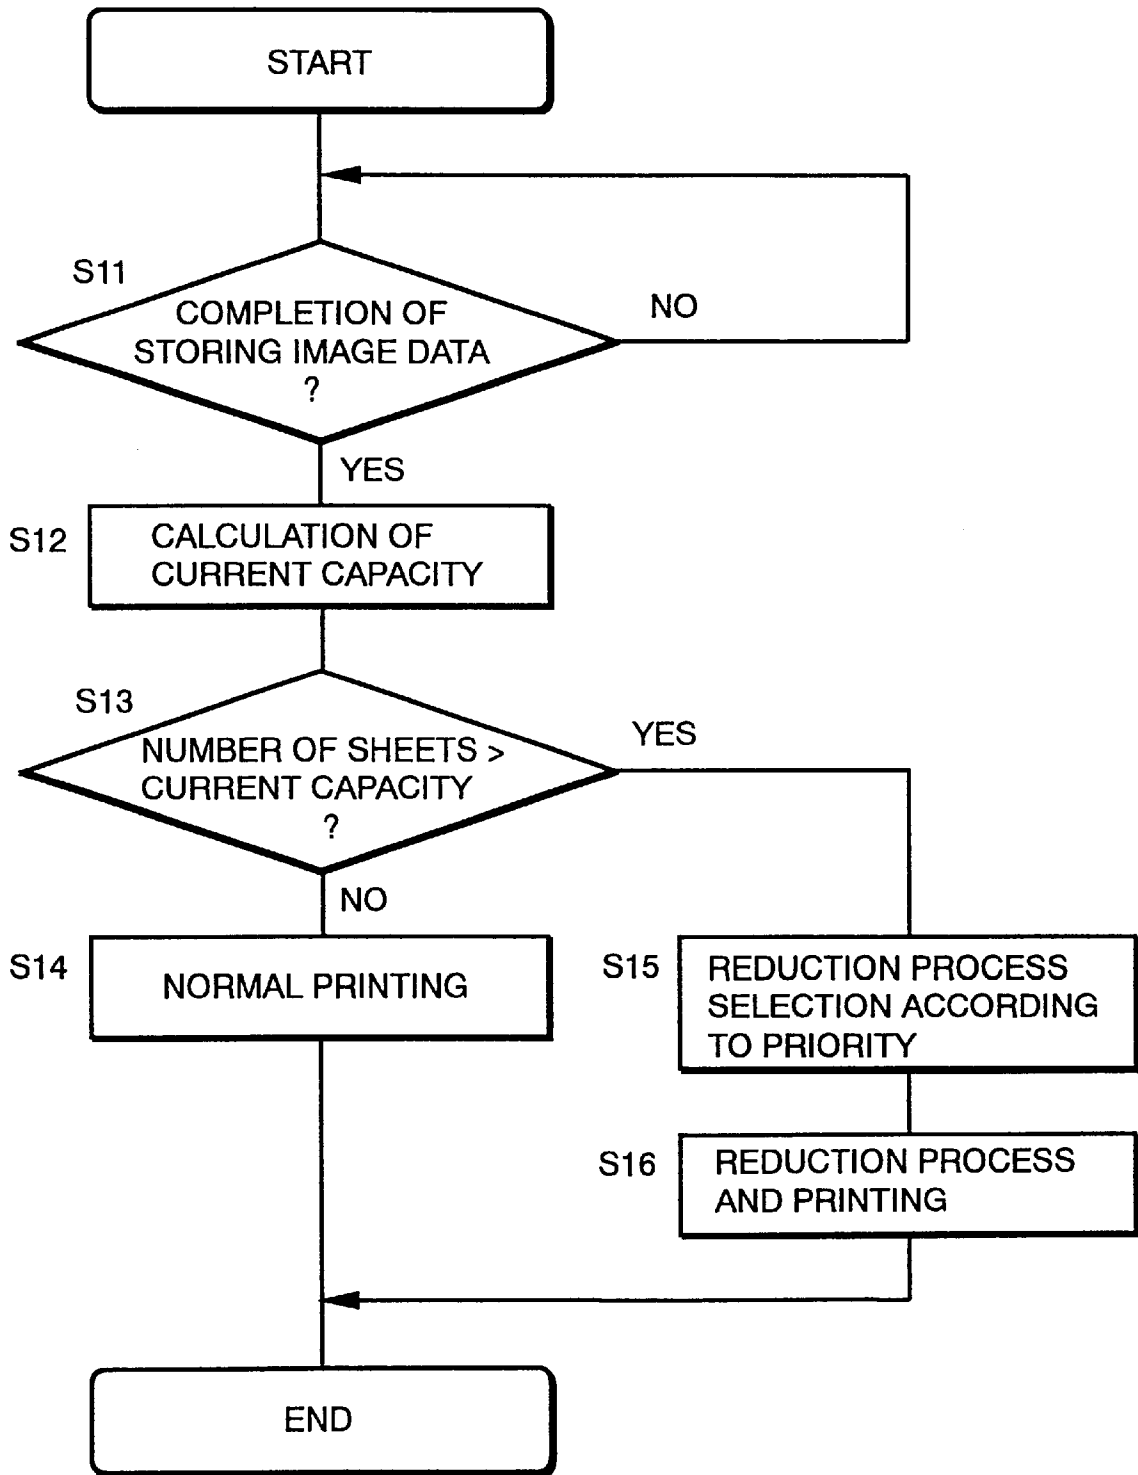 START
S11
COMPLETION OF
STORING IMAGE DATA
?
NO
YES
S12
CALCULATION OF
CURRENT CAPACITY
S13
NUMBER OF SHEETS >
CURRENT CAPACITY
?
YES
NO
S14
NORMAL PRINTING
S15
REDUCTION PROCESS
SELECTION ACCORDING
TO PRIORITY
S16
REDUCTION PROCESS
AND PRINTING
END